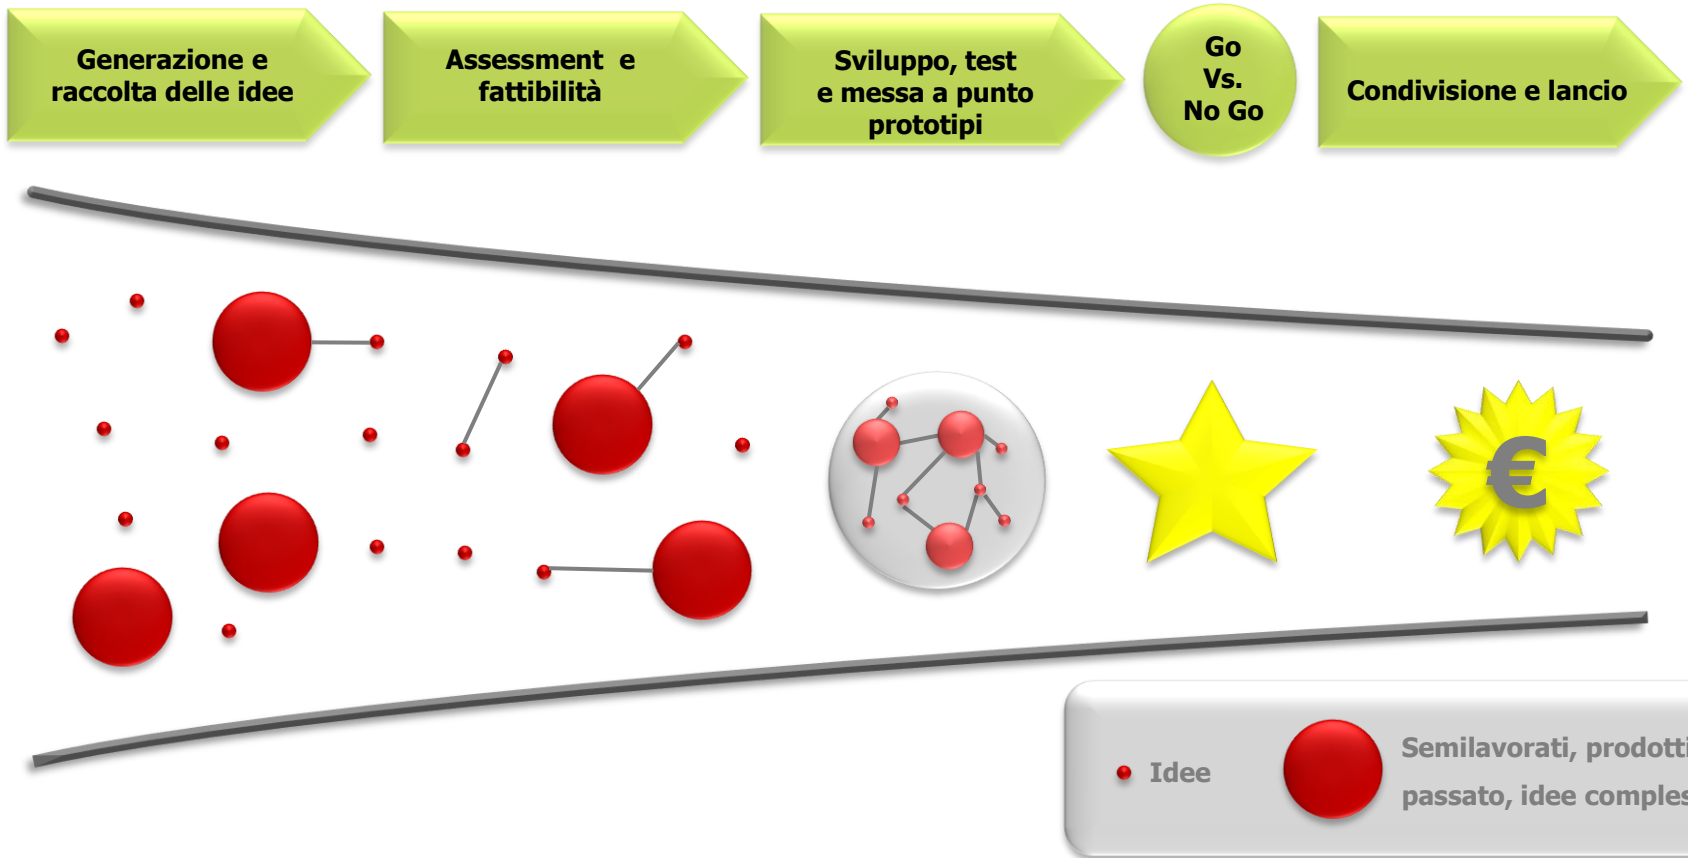 Generazione e
raccolta delle idee
Assessment e
fattibilità
Sviluppo, test
e messa a punto
prototipi
Go
Vs.
No Go
Condivisione e lancio
€
Idee
Semilavorati, prodotti
passato, idee